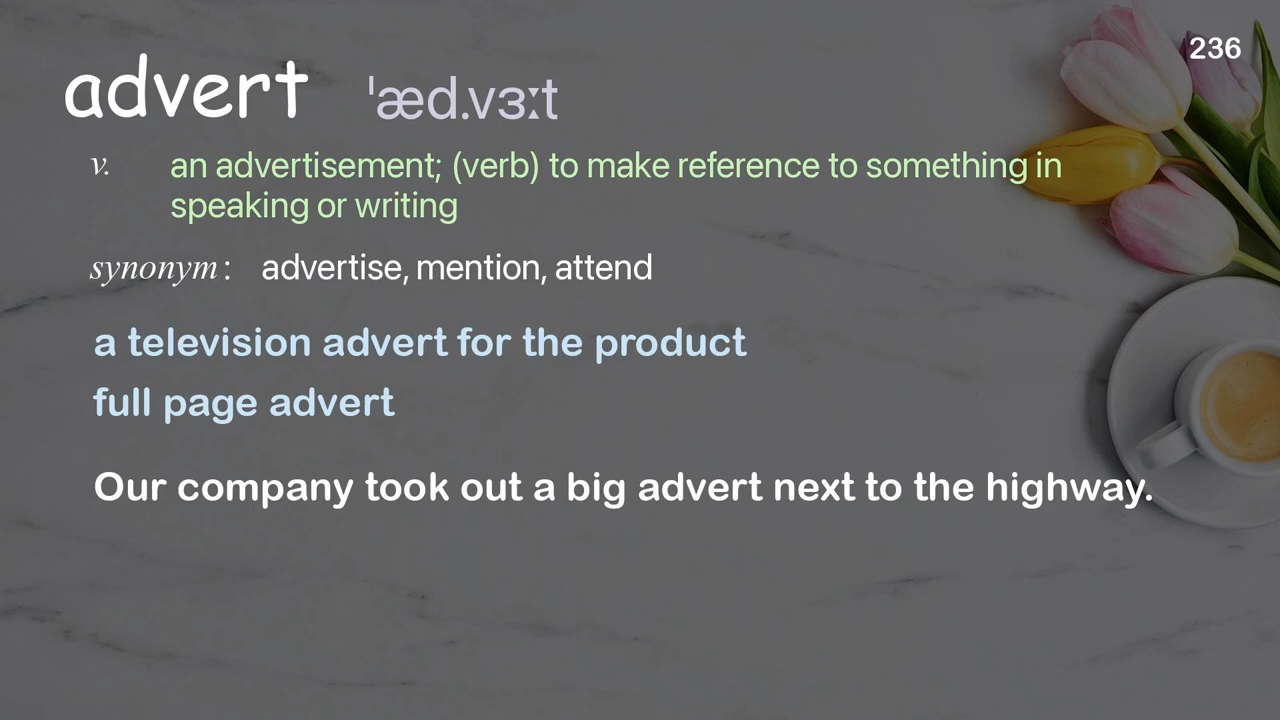 236
advert ˈæd.vɜːt
v. an advertisement; (verb) to make reference to something in
speaking or writing
synonym: advertise, mention, attend
a television advert for the product
full page advert
Our company took out a big advert next to the highway.